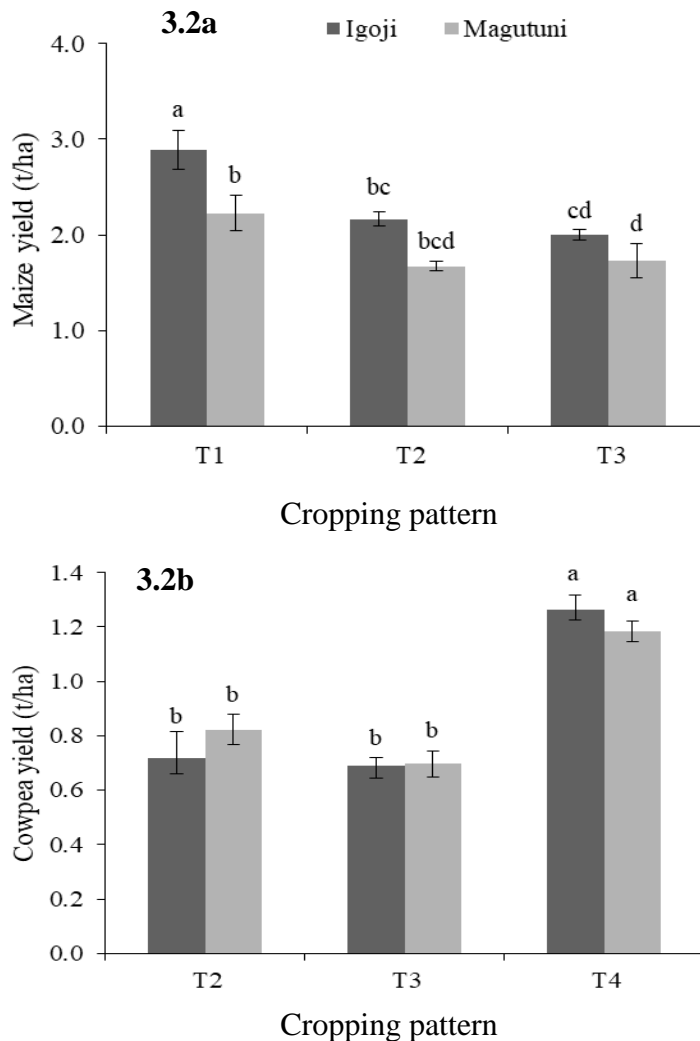 3.2a
Igoji Magutuni
4.0
3.0
2.0
1.0
0.0
Maize yield (t/ha)
a
b
bc
bcd
cd
d
T1 T2 T3
Cropping pattern
3.2b
1.4
1.2
1.0
0.8
0.6
0.4
0.2
0.0
Cowpea yield (t/ha)
b
b
b
b
a
a
T2 T3 T4
Cropping pattern